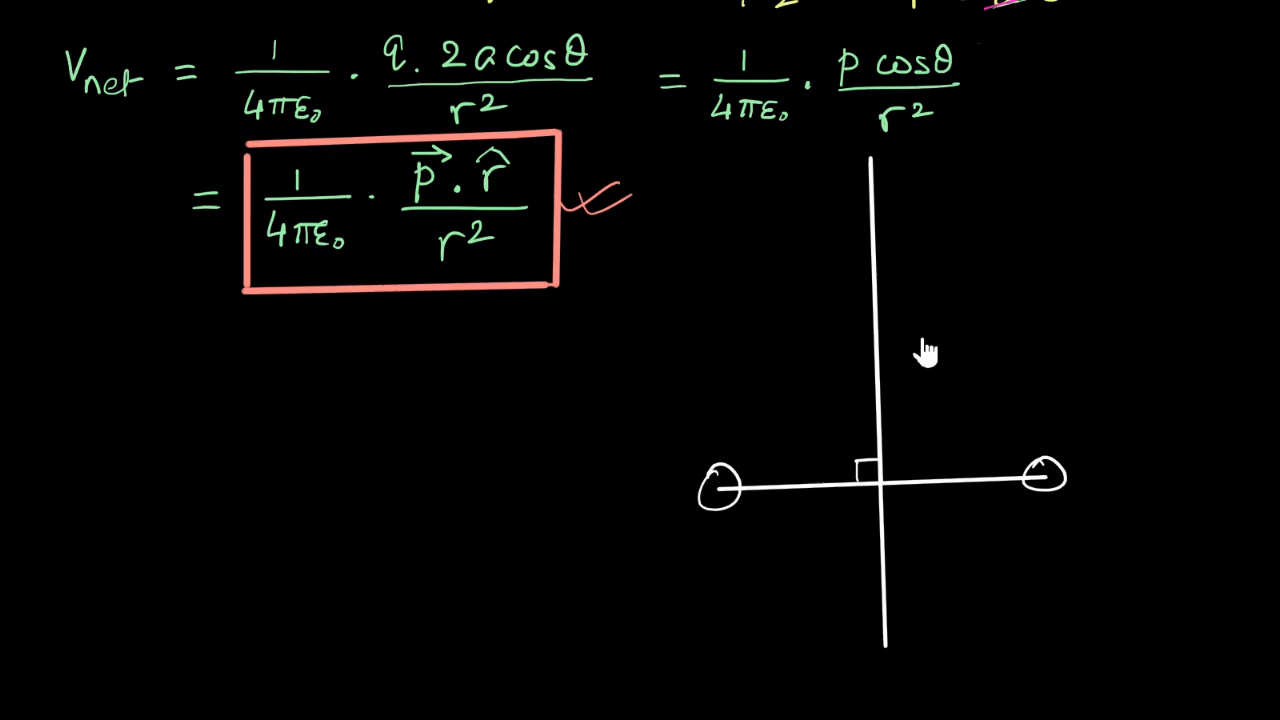 Vnet = 1/4πε₀ · q. 2a cosθ/r² = 1/4πε₀ · p cosθ/r²
= 1/4πε₀ · p⃗ . r̂/r²